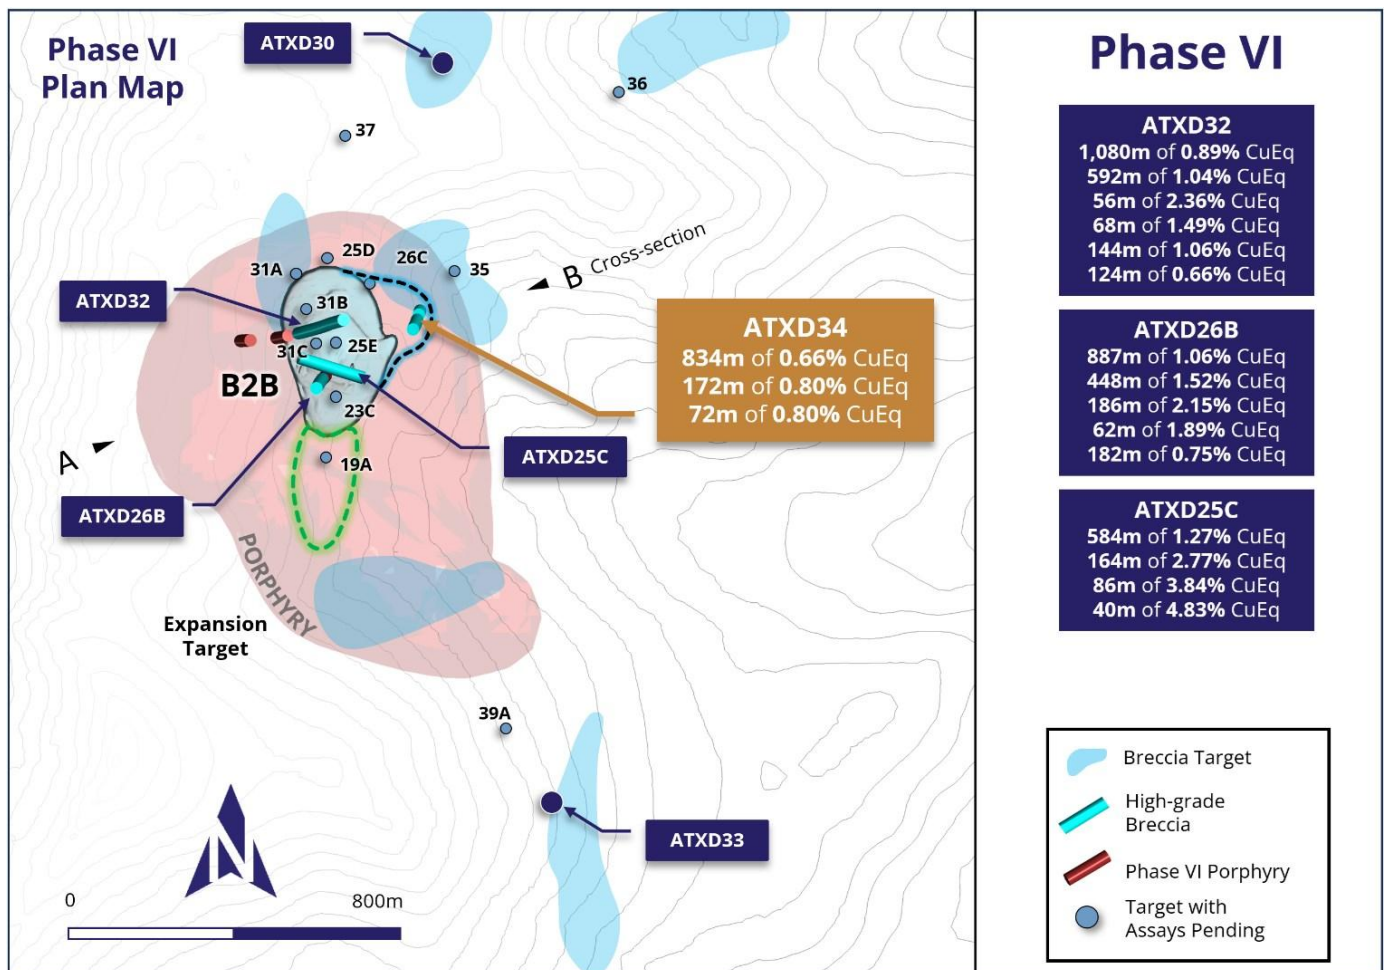 Phase VI
Plan Map
ATXD30
36
37
25D
26C
31A
35
B Cross-section
ATXD32
31B
31C
25E
B2B
23C
ATXD34
834m of 0.66% CuEq
172m of 0.80% CuEq
72m of 0.80% CuEq
A
19A
ATXD25C
ATXD26B
PORPHYRY
Expansion
Target
39A
ATXD33
N
0
800m
Phase VI
ATXD32
1,080m of 0.89% CuEq
592m of 1.04% CuEq
56m of 2.36% CuEq
68m of 1.49% CuEq
144m of 1.06% CuEq
124m of 0.66% CuEq
ATXD26B
887m of 1.06% CuEq
448m of 1.52% CuEq
186m of 2.15% CuEq
62m of 1.89% CuEq
182m of 0.75% CuEq
ATXD25C
584m of 1.27% CuEq
164m of 2.77% CuEq
86m of 3.84% CuEq
40m of 4.83% CuEq
Breccia Target
High-grade
Breccia
Phase VI Porphyry
Target with
Assays Pending